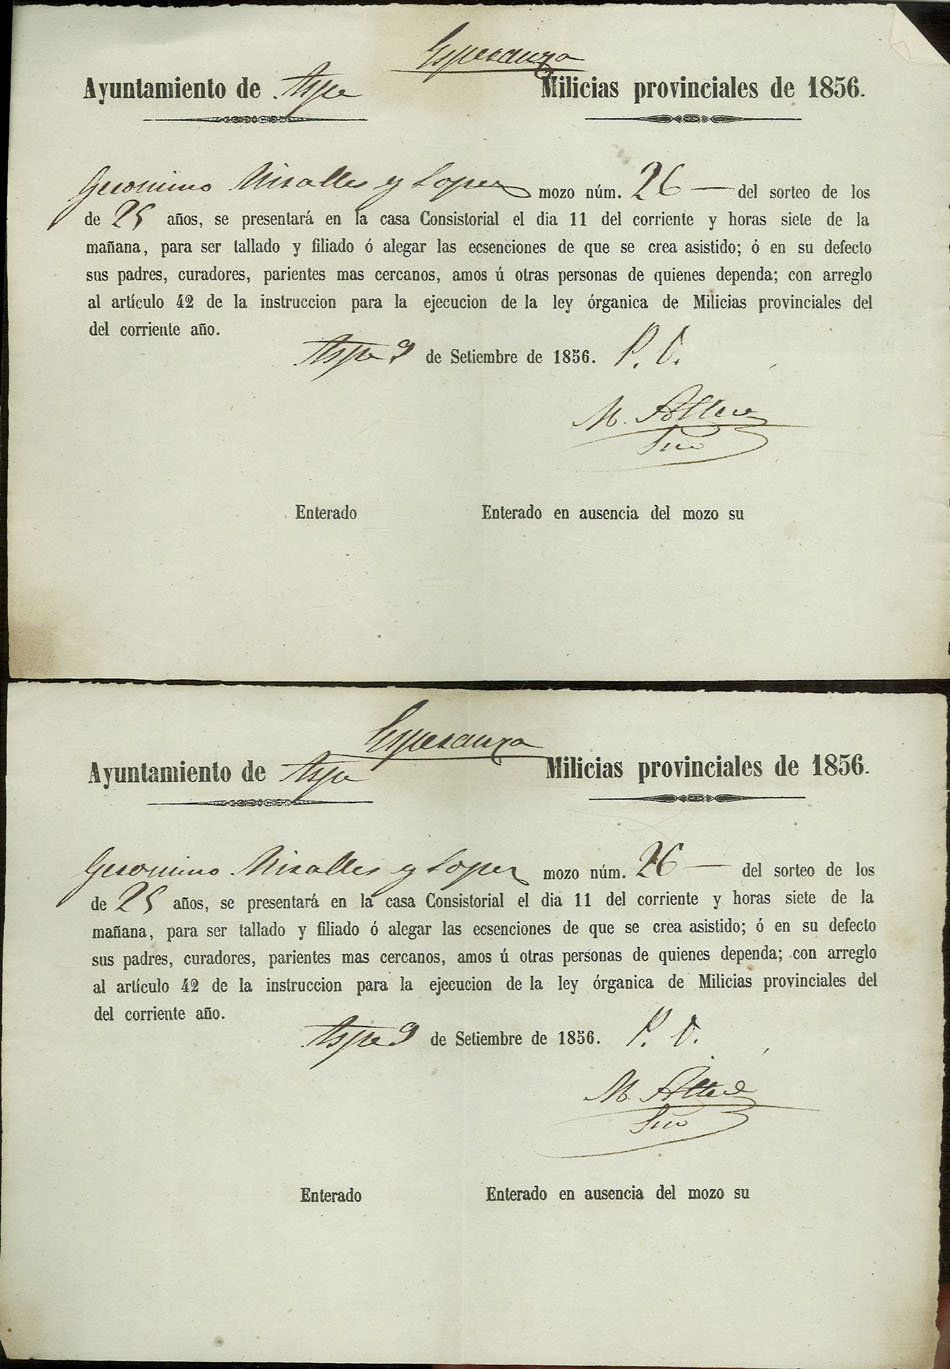 Esperanza
Ayuntamiento de Aspe Milicias provinciales de 1856.
Geronimo Miralles y Lopez mozo núm. 26 — del sorteo de los
de 25 años, se presentará en la casa Consistorial el dia 11 del corriente y horas siete de la
mañana, para ser tallado y filiado ó alegar las ecsenciones de que se crea asistido; ó en su defecto
sus padres, curadores, parientes mas cercanos, amos ú otras personas de quienes dependa; con arreglo
al artículo 42 de la instruccion para la ejecucion de la ley órganica de Milicias provinciales del
del corriente año.
Aspe 9 de Setiembre de 1856. P. O.
M. 
Enterado Enterado en ausencia del mozo su
Esperanza
Ayuntamiento de Aspe Milicias provinciales de 1856.
Geronimo Miralles y Lopez mozo núm. 26 — del sorteo de los
de 25 años, se presentará en la casa Consistorial el dia 11 del corriente y horas siete de la
mañana, para ser tallado y filiado ó alegar las ecsenciones de que se crea asistido; ó en su defecto
sus padres, curadores, parientes mas cercanos, amos ú otras personas de quienes dependa; con arreglo
al artículo 42 de la instruccion para la ejecucion de la ley órganica de Milicias provinciales del
del corriente año.
Aspe 9 de Setiembre de 1856. P. O.
M. 
Enterado Enterado en ausencia del mozo su